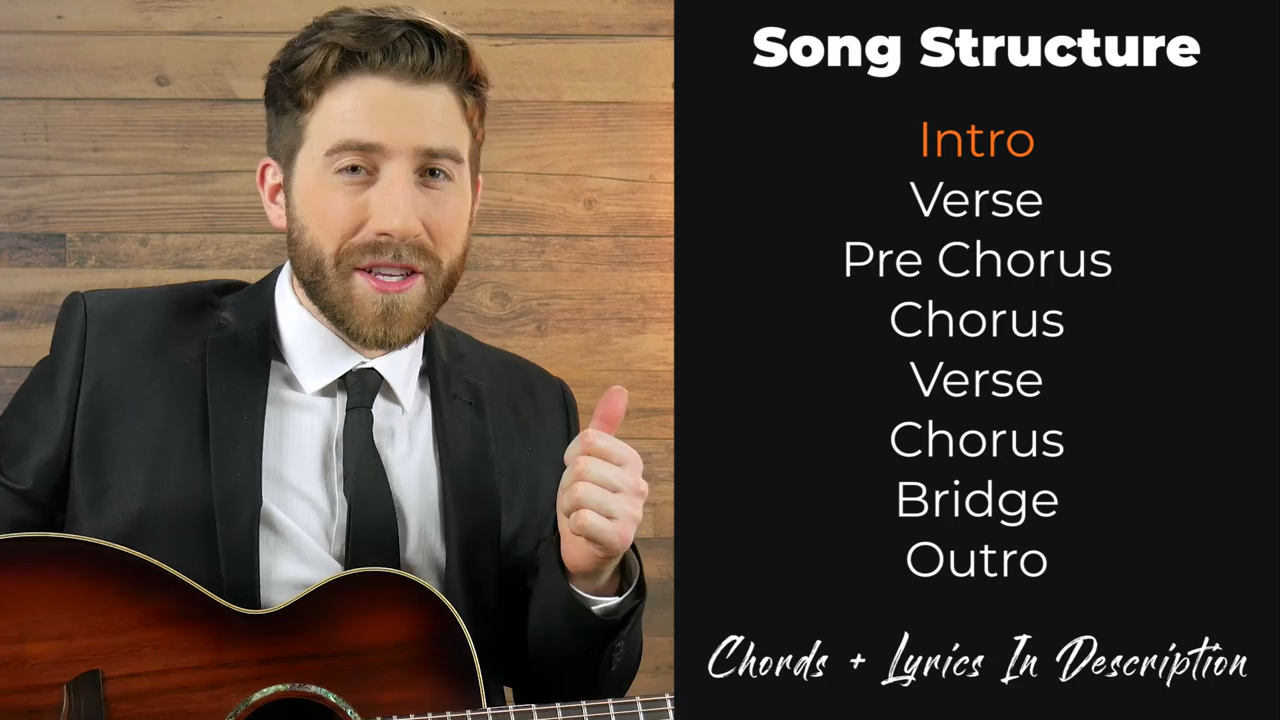 Song Structure
Intro
Verse
Pre Chorus
Chorus
Verse
Chorus
Bridge
Outro
Chords + Lyrics In Description